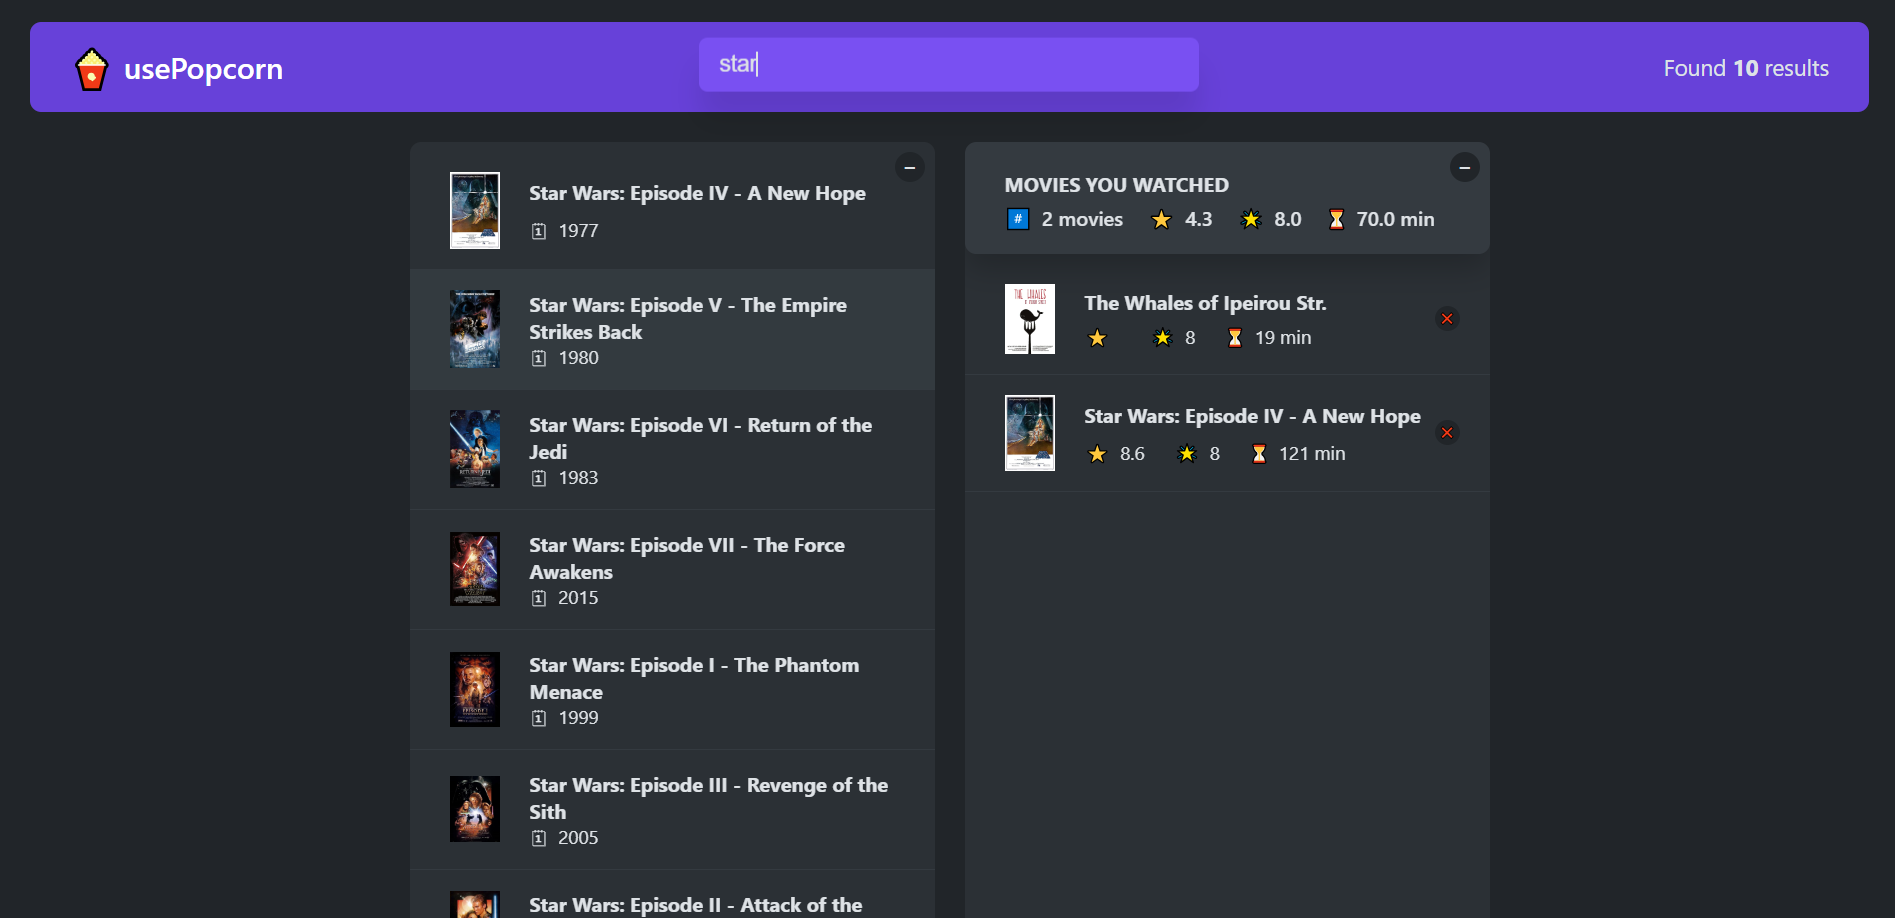 usePopcorn
star
Found 10 results
Star Wars: Episode IV - A New Hope
1977
Star Wars: Episode V - The Empire
Strikes Back
1980
Star Wars: Episode VI - Return of the
Jedi
1983
Star Wars: Episode VII - The Force
Awakens
2015
Star Wars: Episode I - The Phantom
Menace
1999
Star Wars: Episode III - Revenge of the
Sith
2005
Star Wars: Episode II - Attack of the
MOVIES YOU WATCHED
# 2 movies 4.3 8.0 70.0 min
The Whales of Ipeirou Str.
8 19 min
Star Wars: Episode IV - A New Hope
8.6 8 121 min